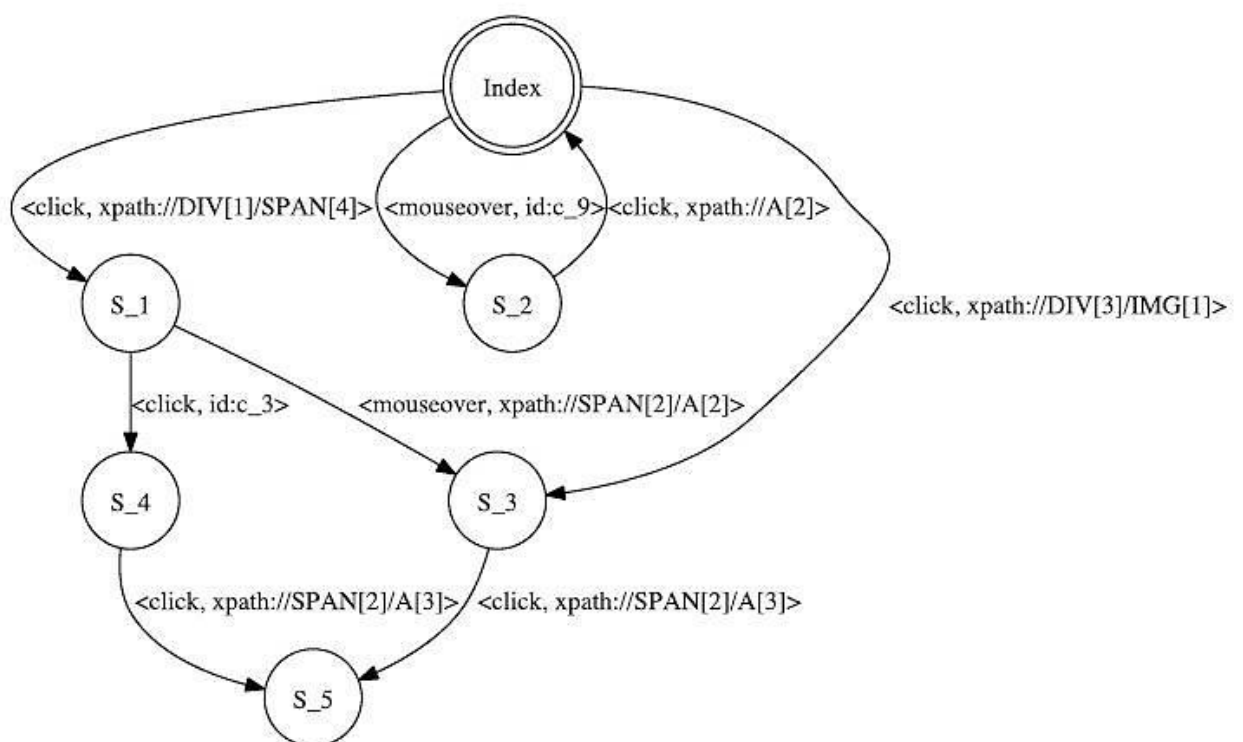 Index
<click, xpath://DIV[1]/SPAN[4]>
<mouseover, id:c_9>
<click, xpath://A[2]>
S_1
S_2
<click, xpath://DIV[3]/IMG[1]>
<click, id:c_3>
<mouseover, xpath://SPAN[2]/A[2]>
S_4
S_3
<click, xpath://SPAN[2]/A[3]>
<click, xpath://SPAN[2]/A[3]>
S_5